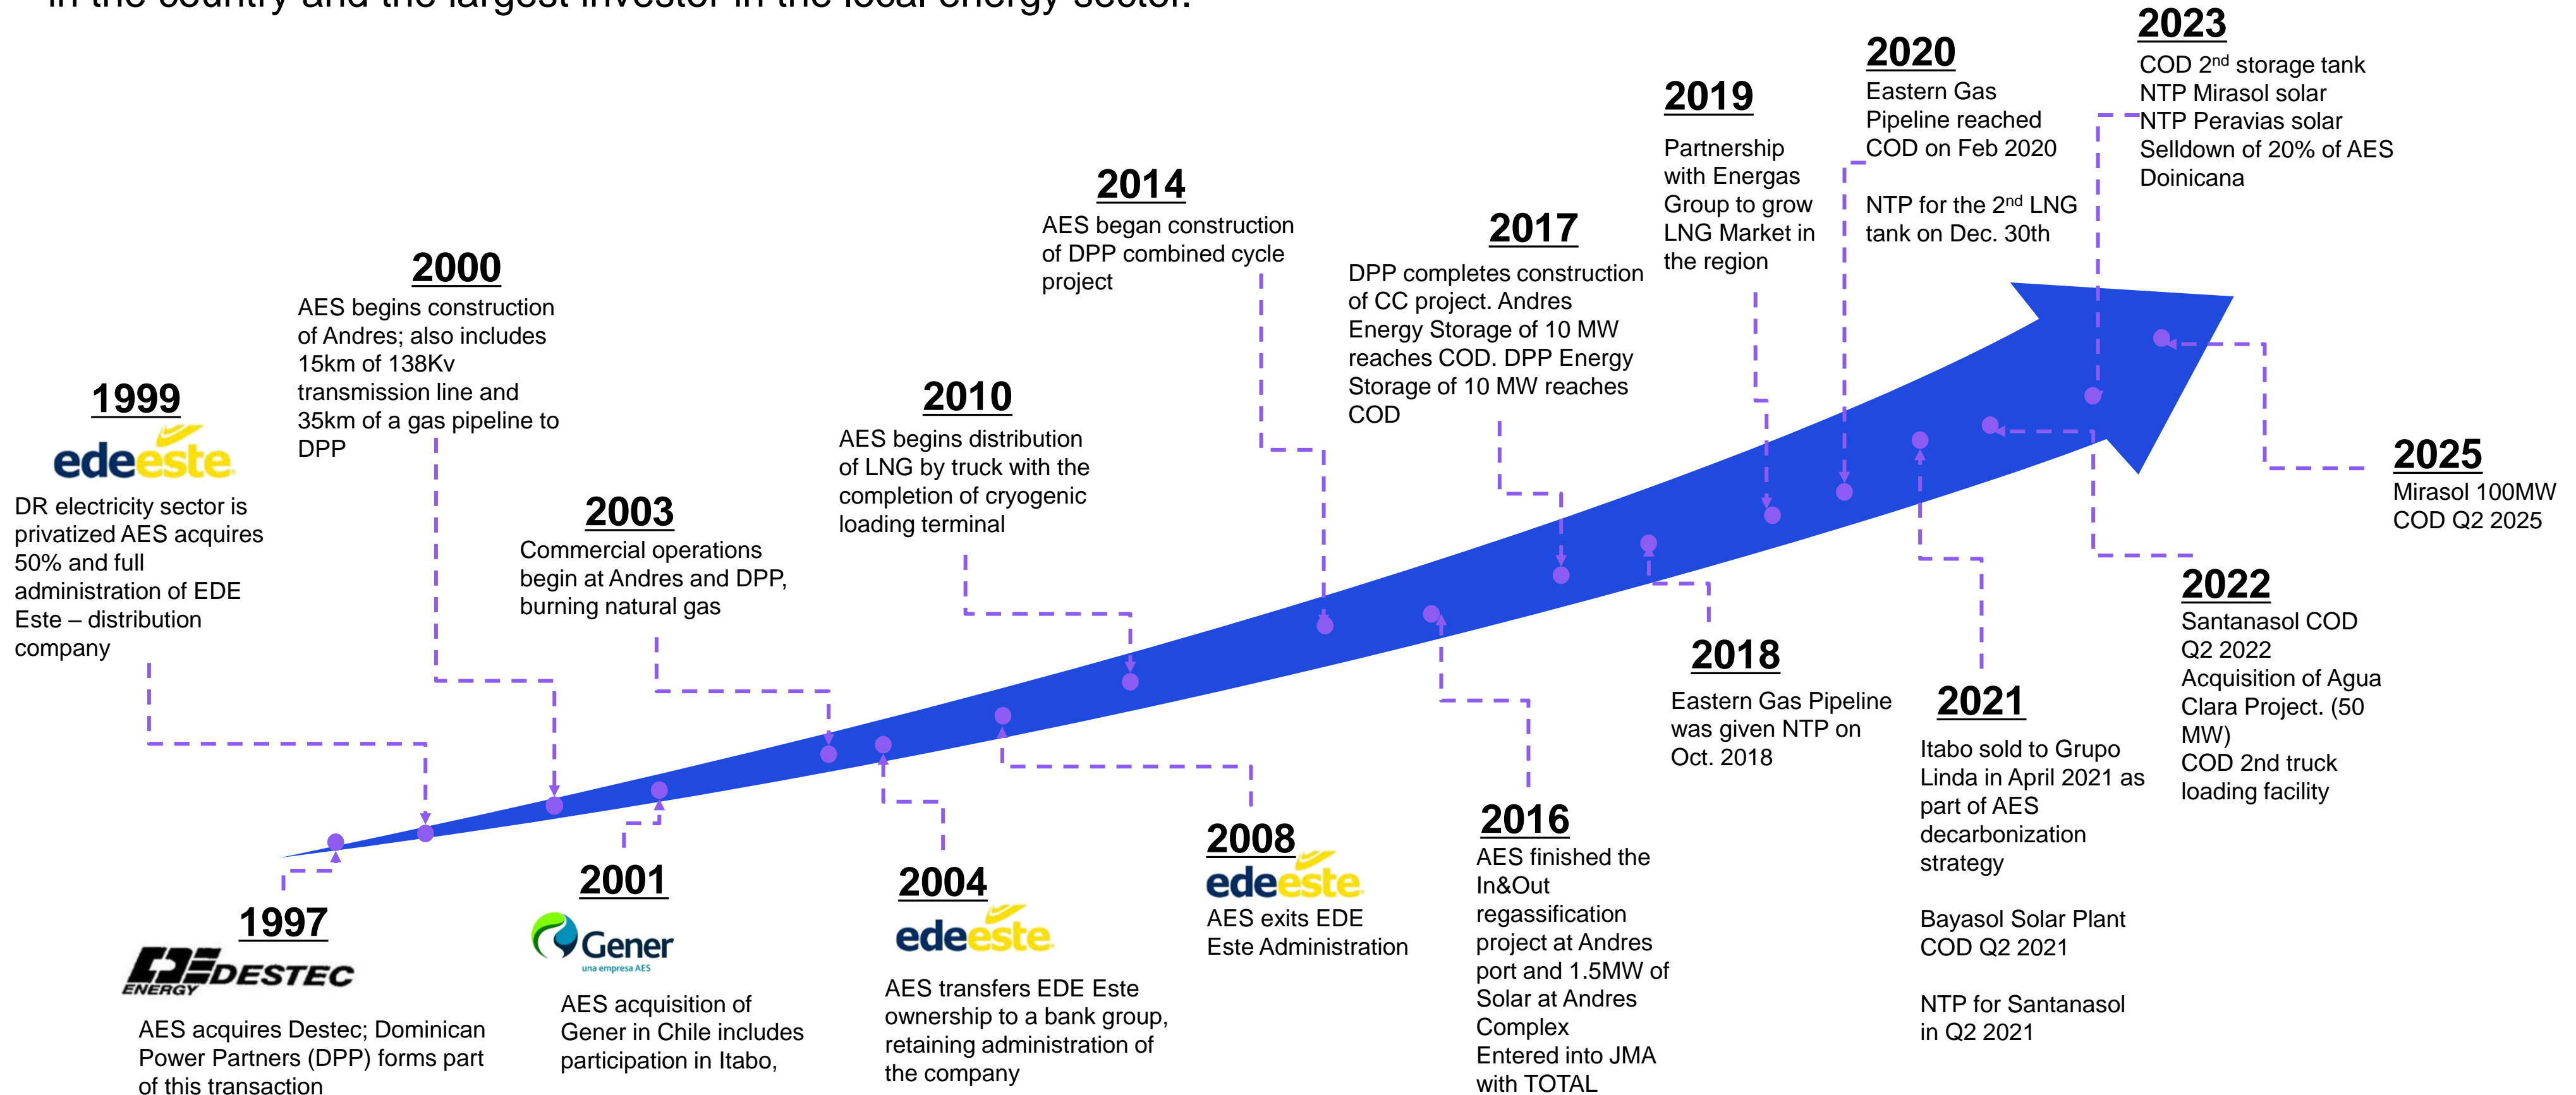 in the country and the largest investor in the local energy sector.
1997
DESTEC
ENERGY
AES acquires Destec; Dominican
Power Partners (DPP) forms part
of this transaction
1999
edeeste
DR electricity sector is
privatized AES acquires
50% and full
administration of EDE
Este – distribution
company
2000
AES begins construction
of Andres; also includes
15km of 138Kv
transmission line and
35km of a gas pipeline to
DPP
2001
Gener
una empresa AES
AES acquisition of
Gener in Chile includes
participation in Itabo,
2003
Commercial operations
begin at Andres and DPP,
burning natural gas
2004
edeeste
AES transfers EDE Este
ownership to a bank group,
retaining administration of
the company
2008
edeeste
AES exits EDE
Este Administration
2010
AES begins distribution
of LNG by truck with the
completion of cryogenic
loading terminal
2014
AES began construction
of DPP combined cycle
project
2016
AES finished the
In&Out
regassification
project at Andres
port and 1.5MW of
Solar at Andres
Complex
Entered into JMA
with TOTAL
2017
DPP completes construction
of CC project. Andres
Energy Storage of 10 MW
reaches COD. DPP Energy
Storage of 10 MW reaches
COD
2018
Eastern Gas Pipeline
was given NTP on
Oct. 2018
2019
Partnership
with Energas
Group to grow
LNG Market in
the region
2020
Eastern Gas
Pipeline reached
COD on Feb 2020
NTP for the 2nd LNG
tank on Dec. 30th
2021
Itabo sold to Grupo
Linda in April 2021 as
part of AES
decarbonization
strategy
Bayasol Solar Plant
COD Q2 2021
NTP for Santanasol
in Q2 2021
2022
Santanasol COD
Q2 2022
Acquisition of Agua
Clara Project. (50
MW)
COD 2nd truck
loading facility
2023
COD 2nd storage tank
NTP Mirasol solar
NTP Peravias solar
Selldown of 20% of AES
Doinicana
2025
Mirasol 100MW
COD Q2 2025